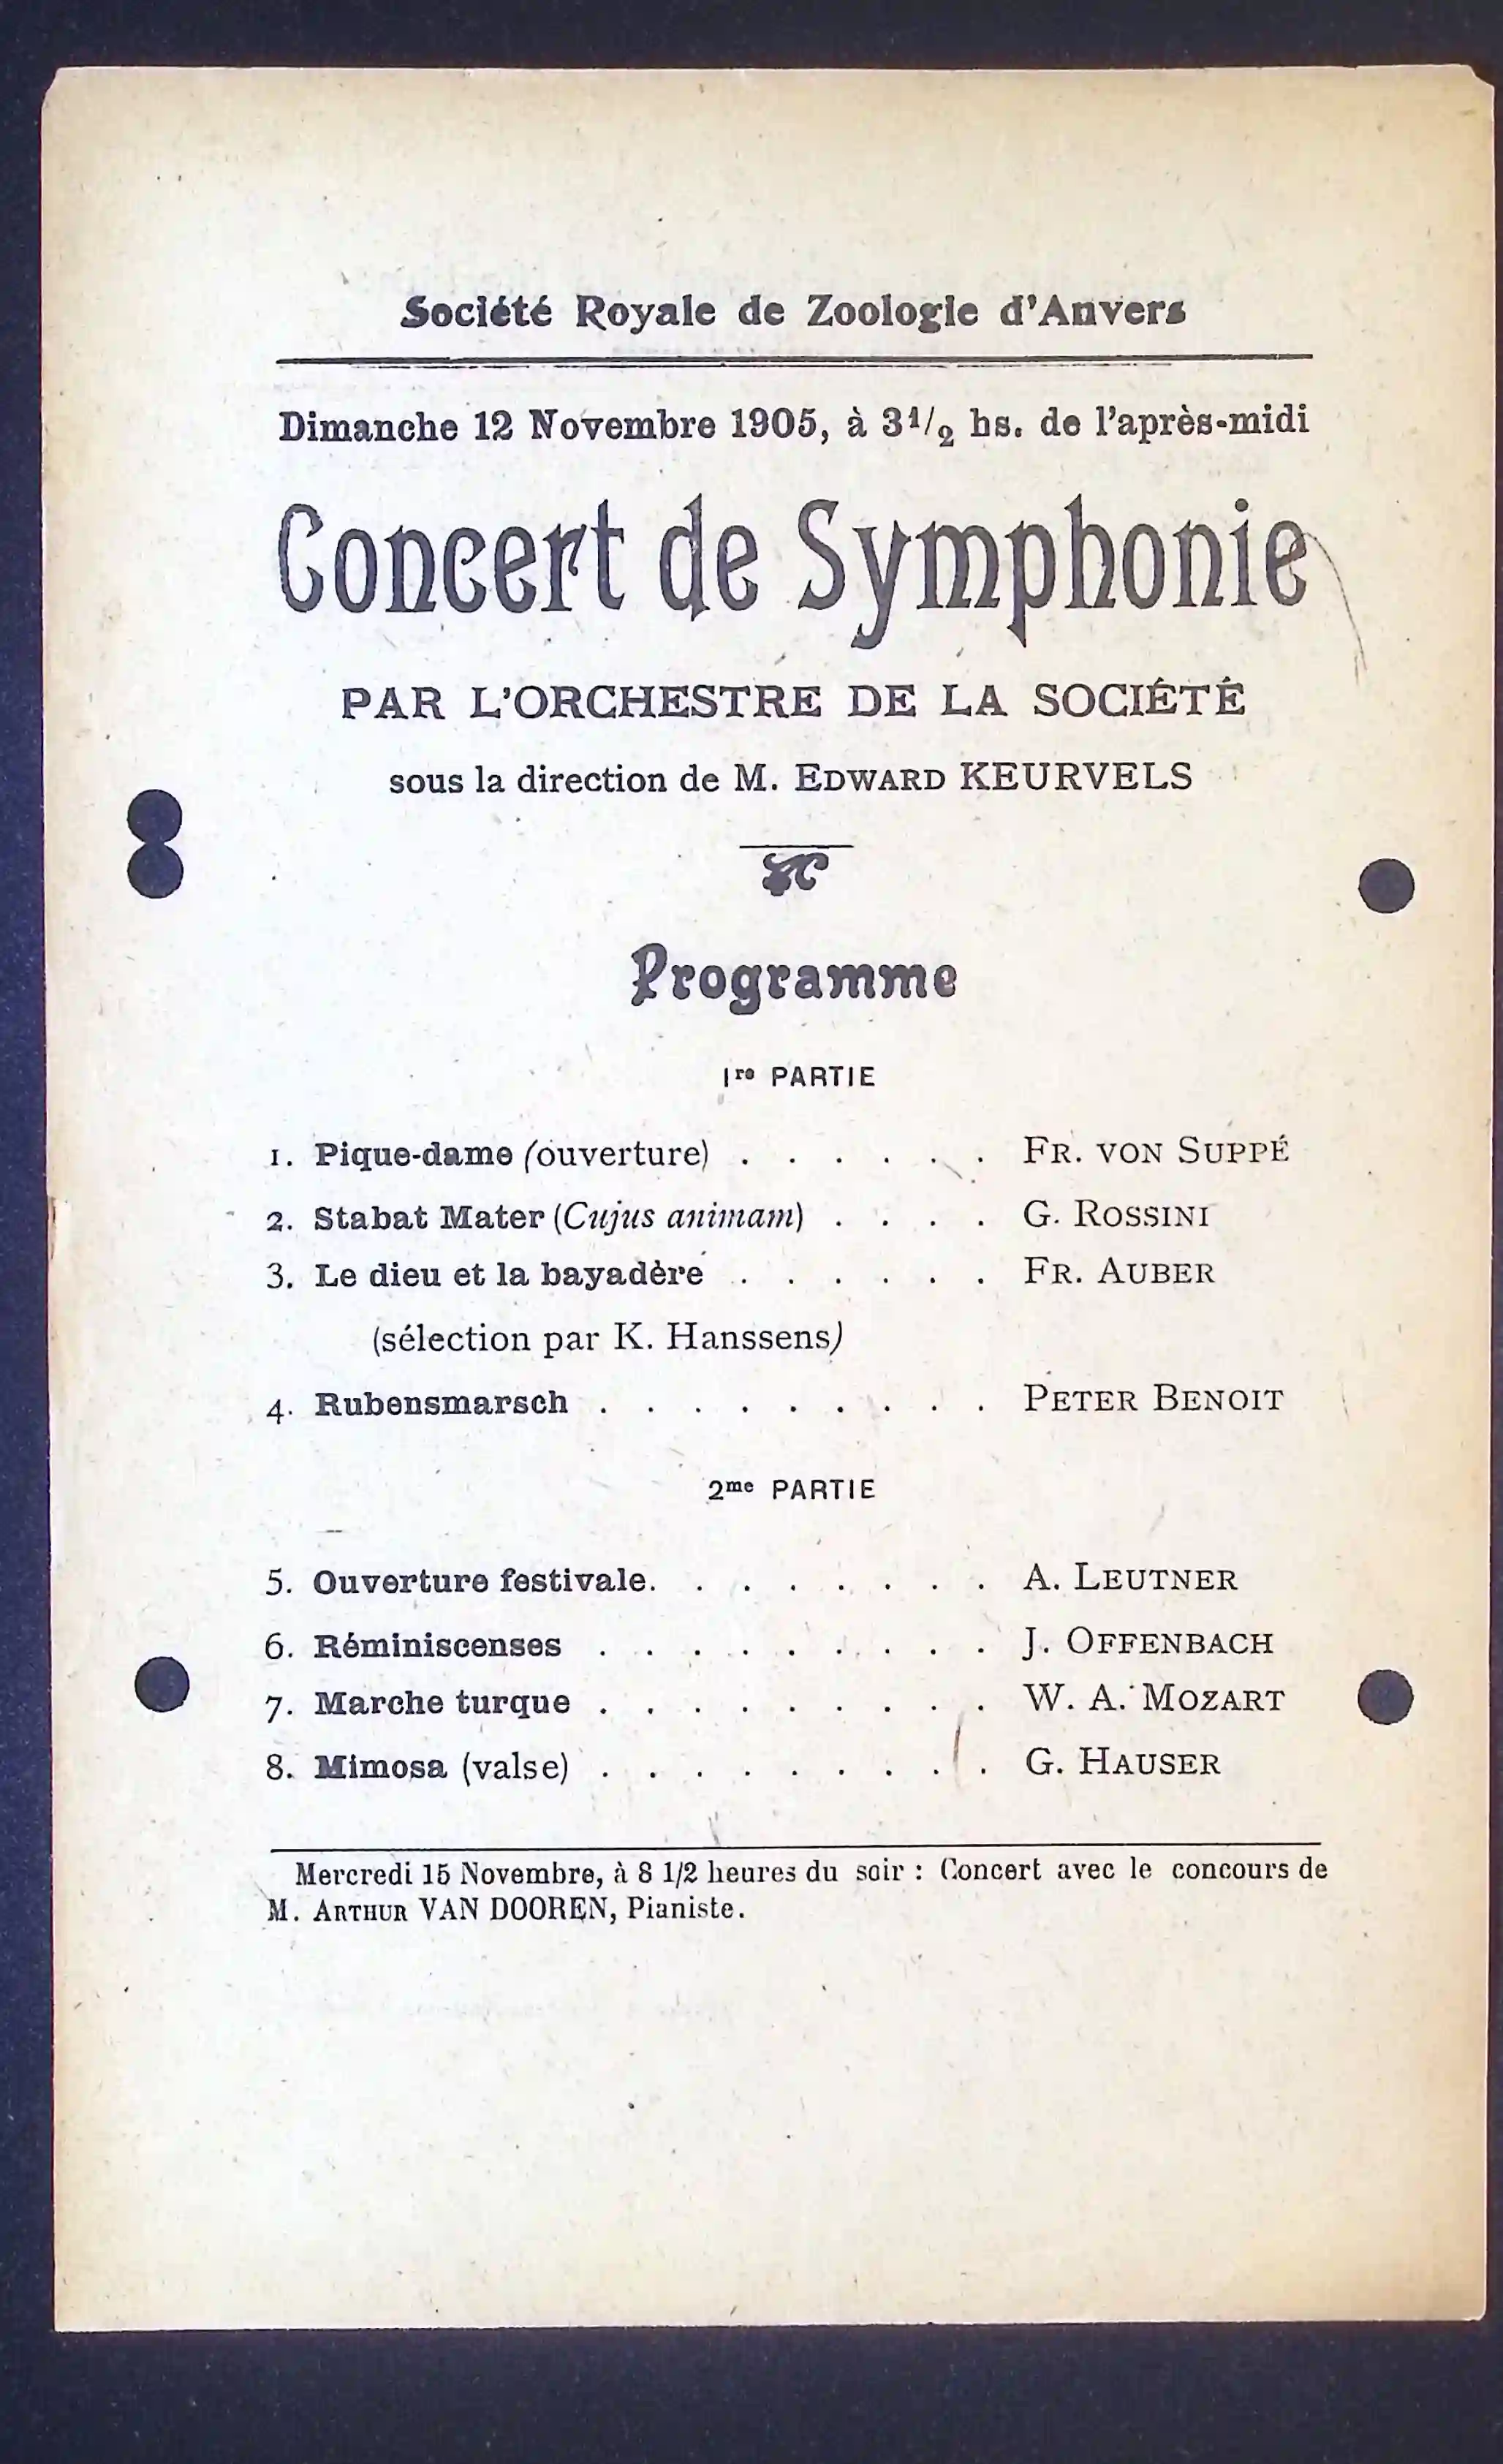 Société Royale de Zoologie d'Anvers
Dimanche 12 Novembre 1905, à 3 1/2 hs. de l'après-midi
Concert de Symphonie
PAR L'ORCHESTRE DE LA SOCIÉTÉ
sous la direction de M. EDWARD KEURVELS
Programme
1re PARTIE
1. Pique-dame (ouverture) . . . . . . FR. VON SUPPÉ
2. Stabat Mater (Cujus animam) . . . . G. ROSSINI
3. Le dieu et la bayadère . . . . . . FR. AUBER
(sélection par K. Hanssens)
4. Rubensmarsch . . . . . . . . . PETER BENOIT
2me PARTIE
5. Ouverture festivale. . . . . . . . A. LEUTNER
6. Réminiscenses . . . . . . . . . J. OFFENBACH
7. Marche turque . . . . . . . . . W. A. MOZART
8. Mimosa (valse) . . . . . . . . . G. HAUSER
Mercredi 15 Novembre, à 8 1/2 heures du soir : Concert avec le concours de
M. ARTHUR VAN DOOREN, Pianiste.